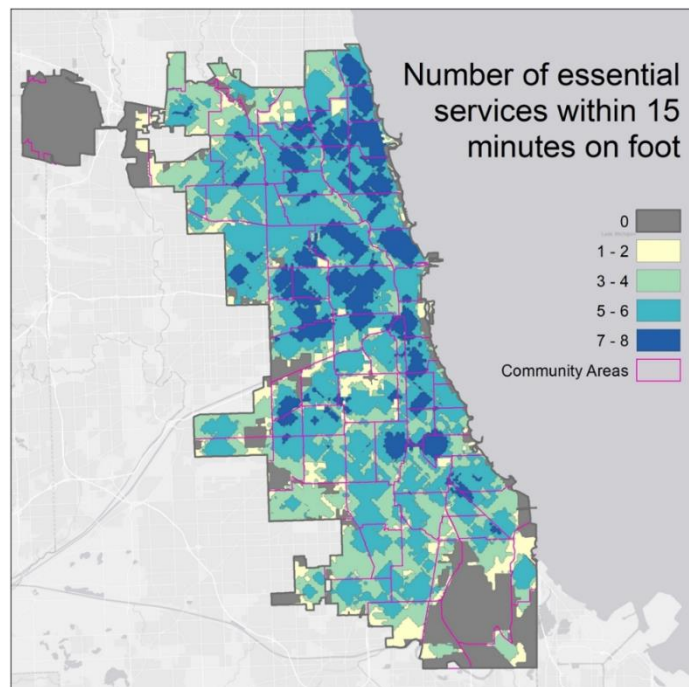 Number of essential
services within 15
minutes on foot
0
1 - 2
3 - 4
5 - 6
7 - 8
Community Areas